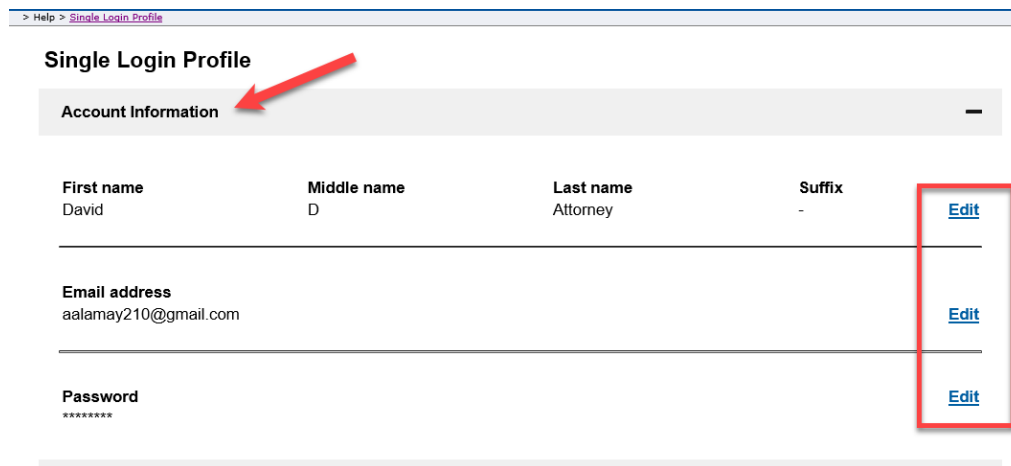 > Help > Single Login Profile
Single Login Profile
Account Information
First name Middle name Last name Suffix
David D Attorney - Edit
Email address
aalamay210@gmail.com Edit
Password Edit
********